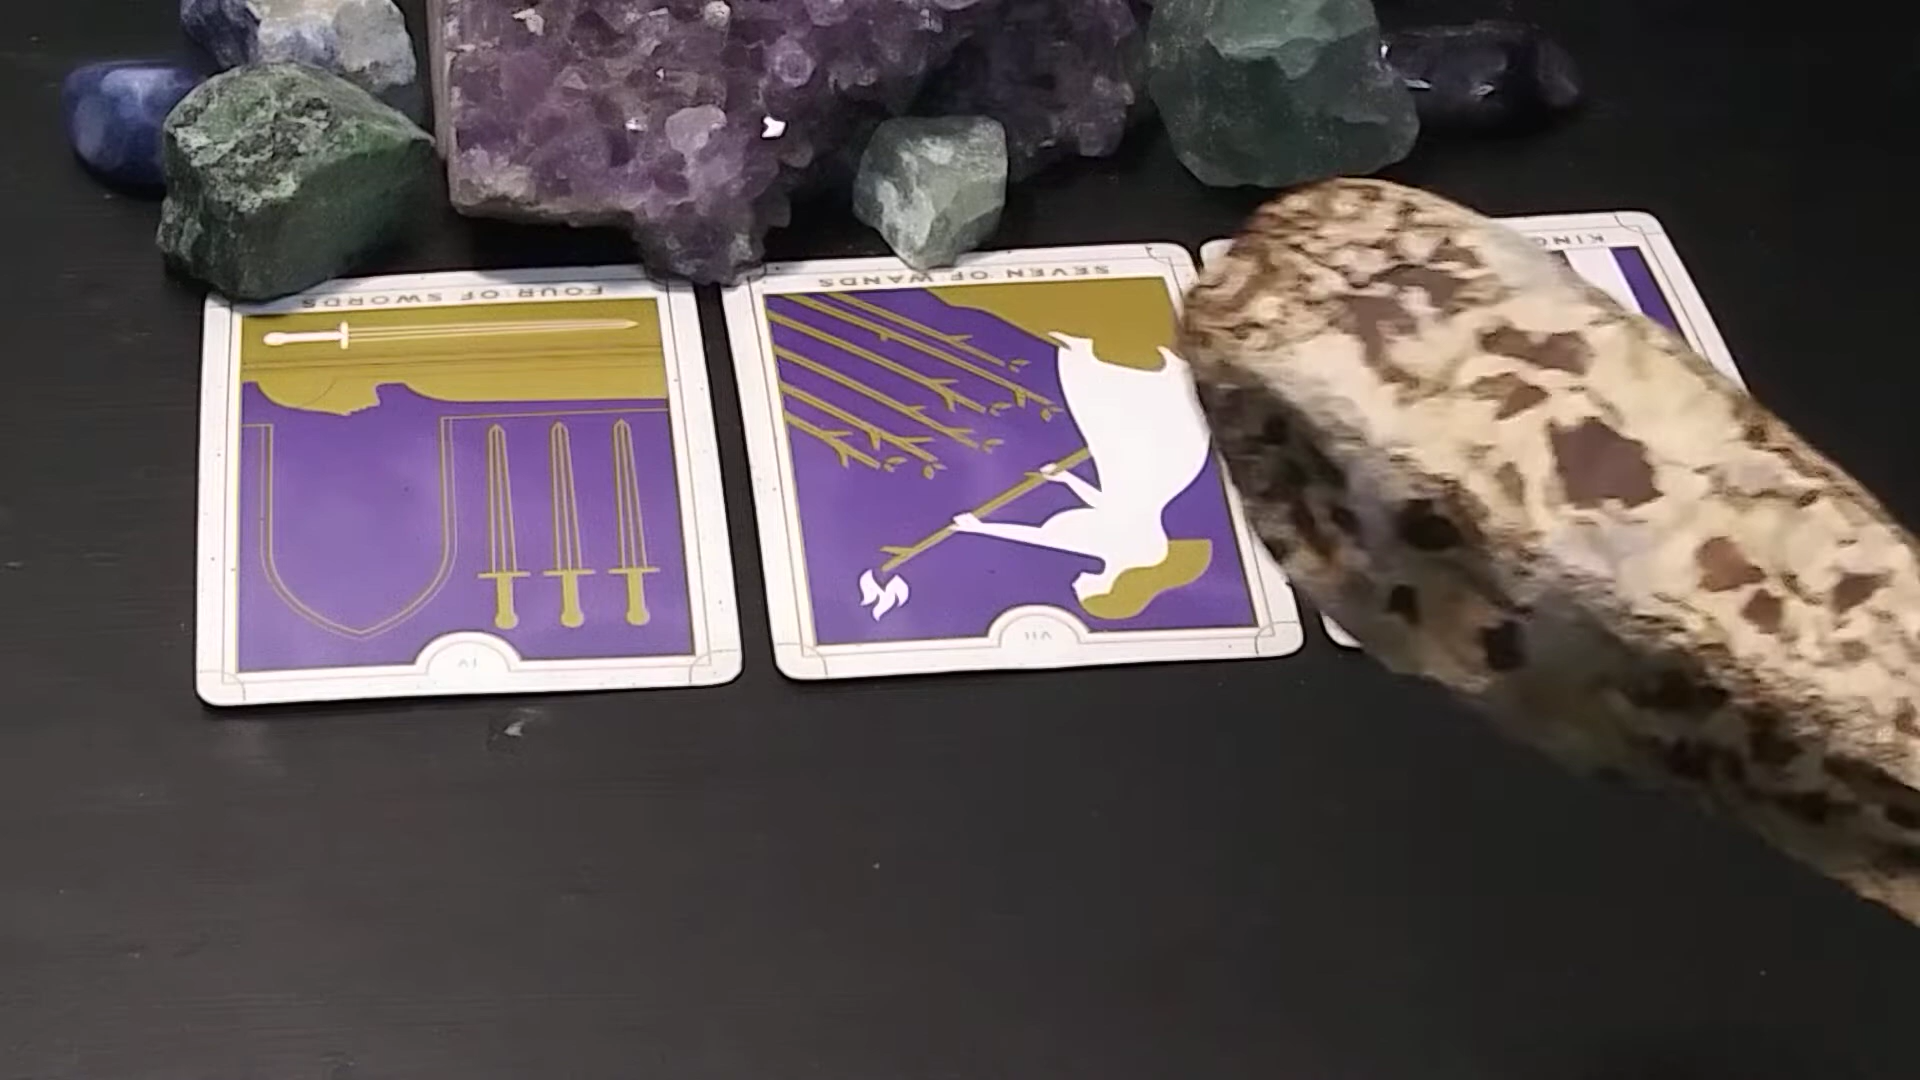 FOUR OF SWORDS
IV
SEVEN OF WANDS
VII
KING